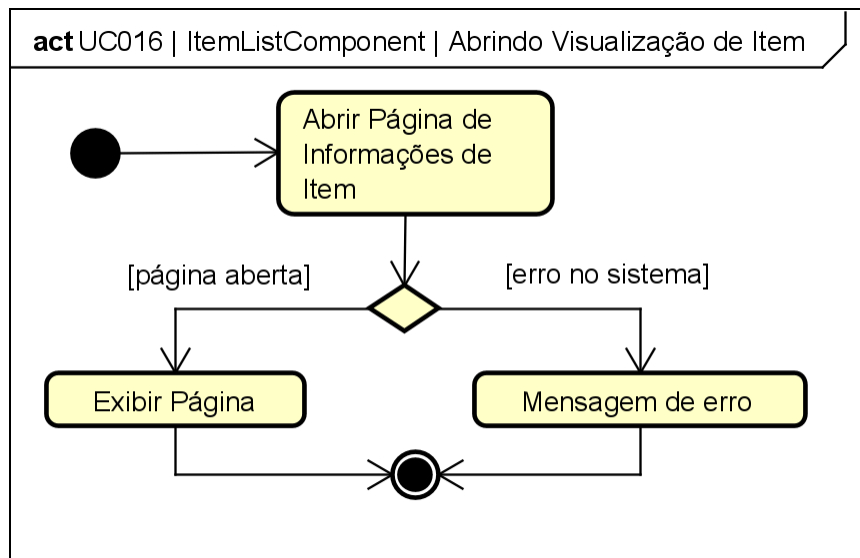 act UC016 | ItemListComponent | Abrindo Visualização de Item
Abrir Página de
Informações de
Item
[página aberta]
[erro no sistema]
Exibir Página
Mensagem de erro